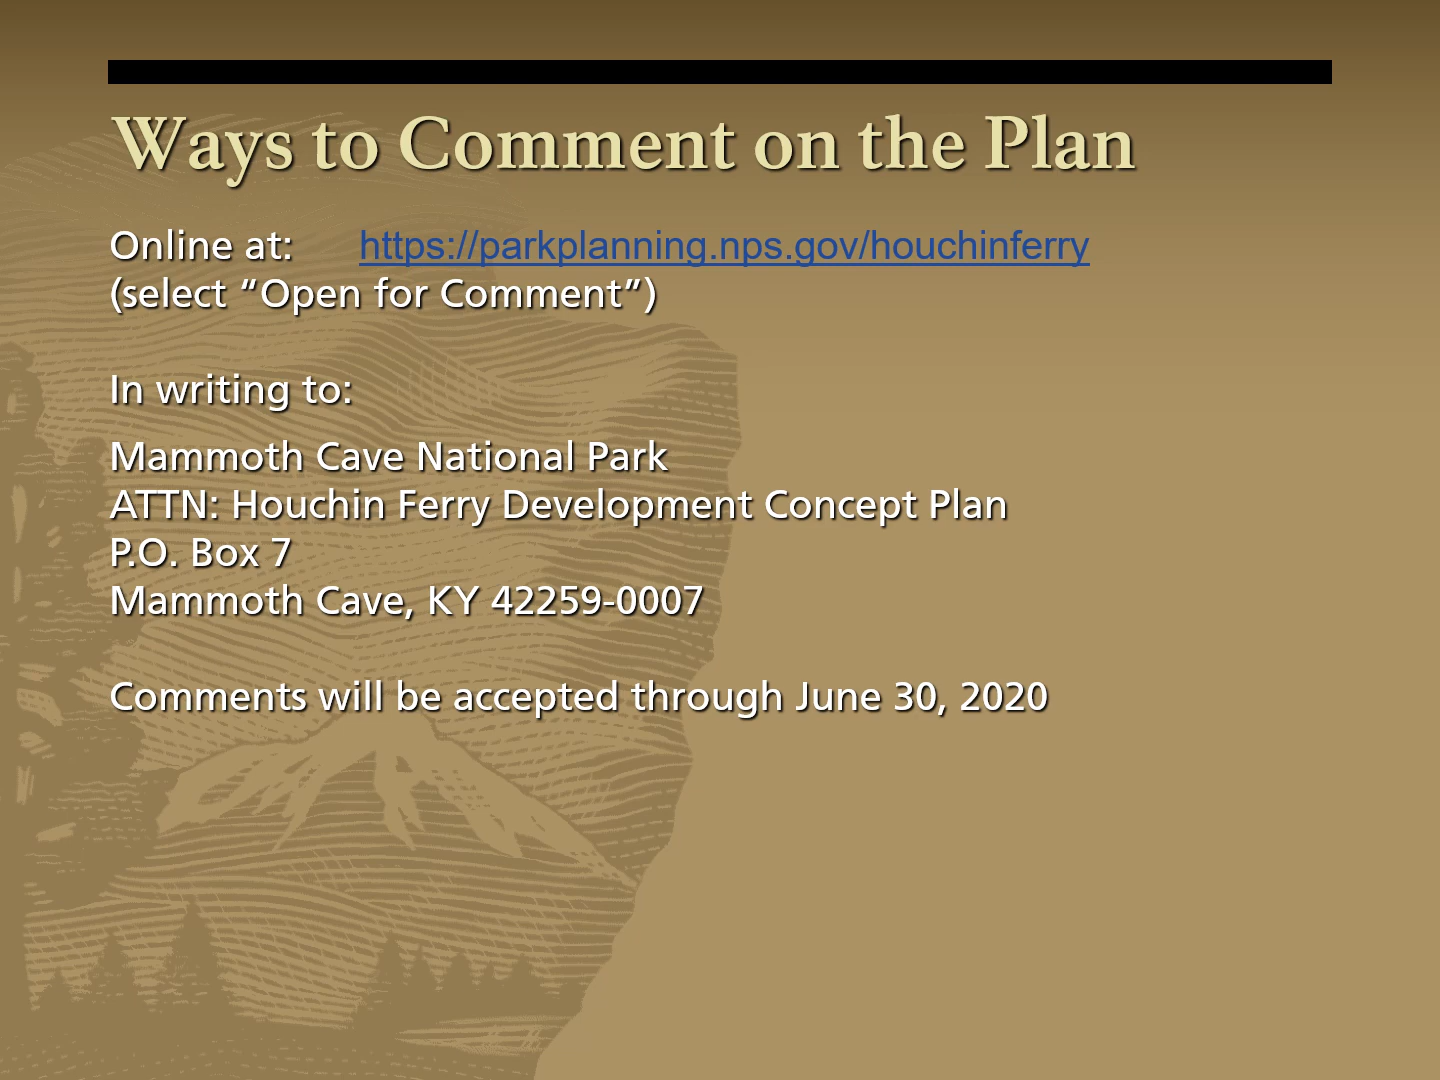 Ways to Comment on the Plan
Online at: https://parkplanning.nps.gov/houchinferry
(select “Open for Comment”)
In writing to:
Mammoth Cave National Park
ATTN: Houchin Ferry Development Concept Plan
P.O. Box 7
Mammoth Cave, KY 42259-0007
Comments will be accepted through June 30, 2020